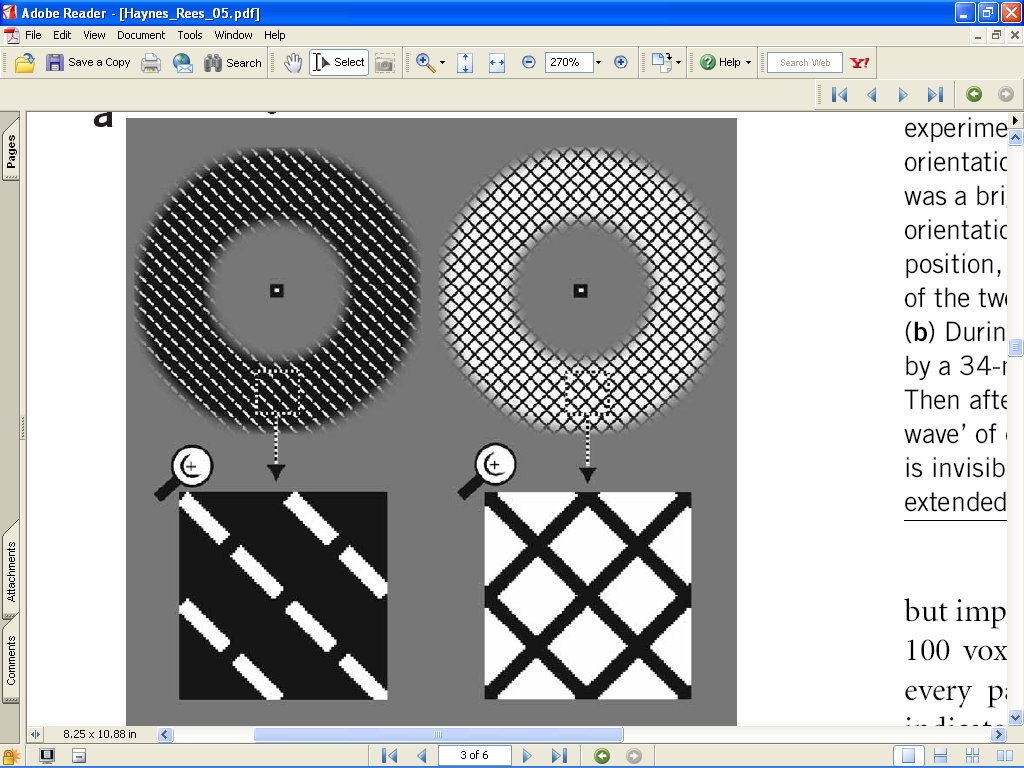 Adobe Reader - [Haynes_Rees_05.pdf]
File Edit View Document Tools Window Help
Save a Copy Search Select 270% Help Search Web Y!
Pages
Attachments
Comments
a
experime
orientatio
was a bri
orientatio
position,
of the tw
(b) Durin
by a 34-
Then afte
wave’ of
is invisib
extended
but imp
100 vox
every pa
8.25 x 10.88 in
3 of 6